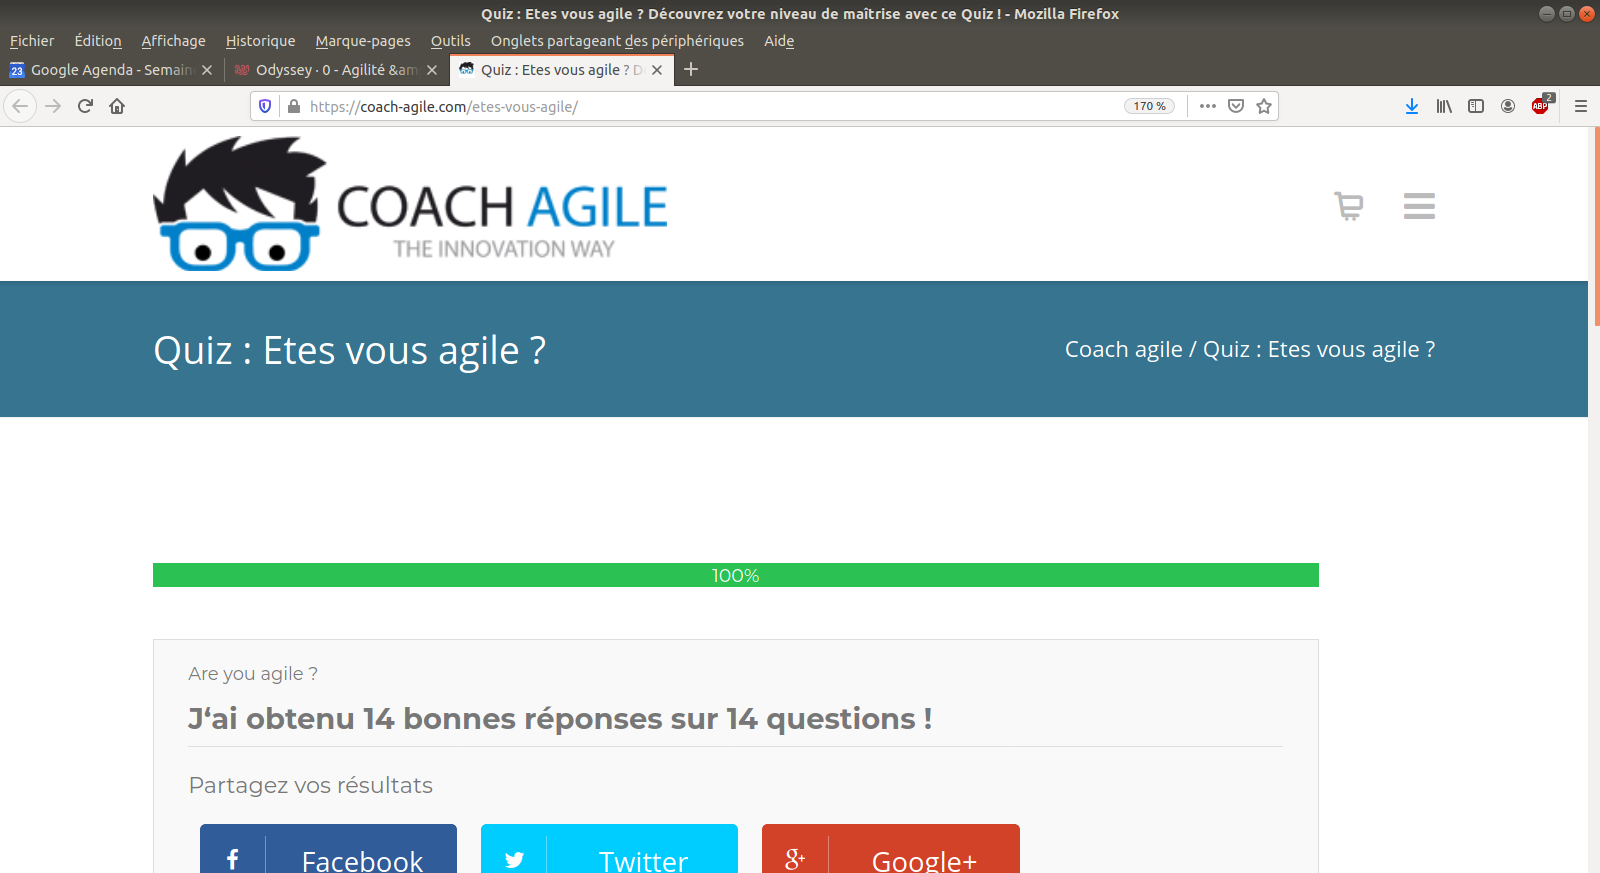 Quiz : Etes vous agile ? Découvrez votre niveau de maîtrise avec ce Quiz ! - Mozilla Firefox
Fichier Édition Affichage Historique Marque-pages Outils Onglets partageant des périphériques Aide
23 Google Agenda - Semain Odyssey · 0 - Agilité &am Quiz : Etes vous agile ? D
https://coach-agile.com/etes-vous-agile/ 170 % ABP 2
COACH AGILE
THE INNOVATION WAY
Quiz : Etes vous agile ?
Coach agile / Quiz : Etes vous agile ?
100%
Are you agile ?
J‘ai obtenu 14 bonnes réponses sur 14 questions !
Partagez vos résultats
Facebook Twitter Google+